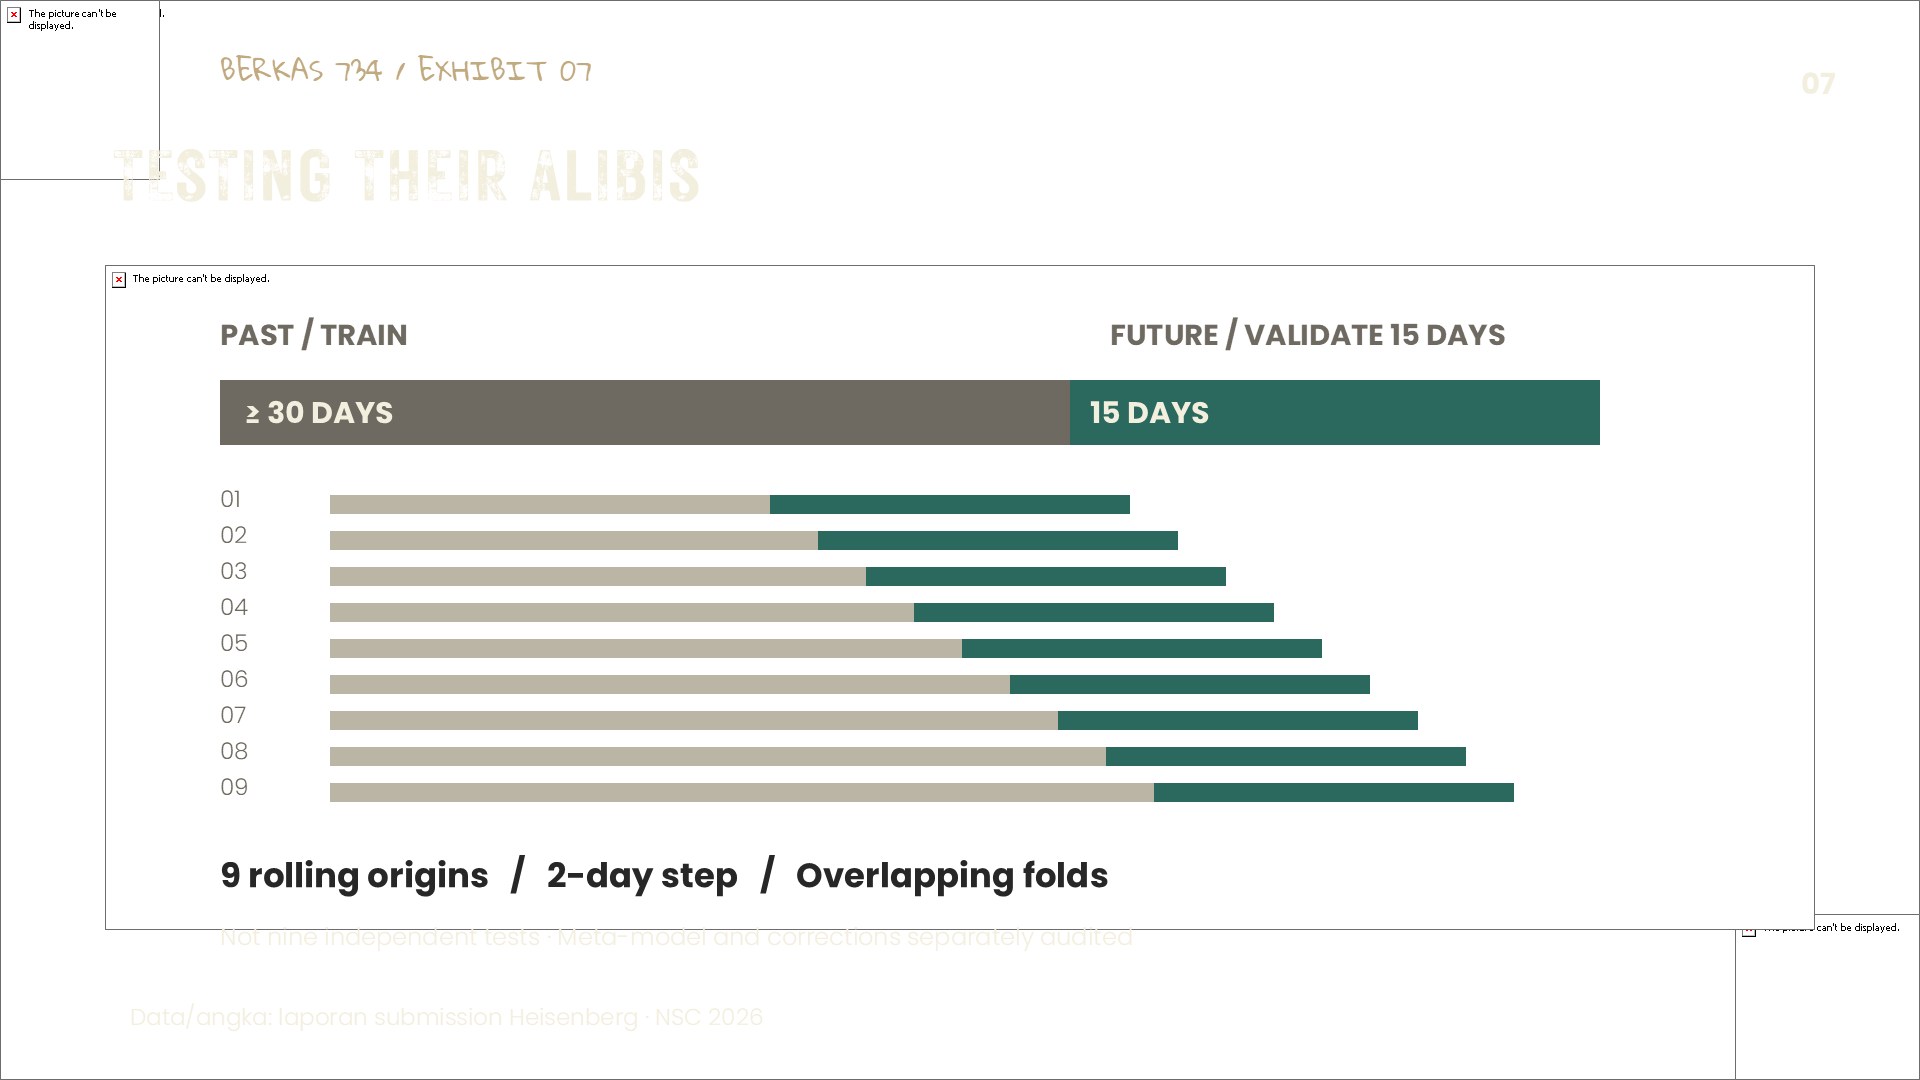 The picture can't be displayed.
BERKAS 734 / EXHIBIT 07
07
TESTING THEIR ALIBIS
The picture can't be displayed.
PAST / TRAIN
FUTURE / VALIDATE 15 DAYS
≥ 30 DAYS
15 DAYS
01
02
03
04
05
06
07
08
09
9 rolling origins / 2-day step / Overlapping folds
Not nine independent tests · Meta-model and corrections separately audited
The picture can't be displayed.
Data/angka: laporan submission Heisenberg · NSC 2026